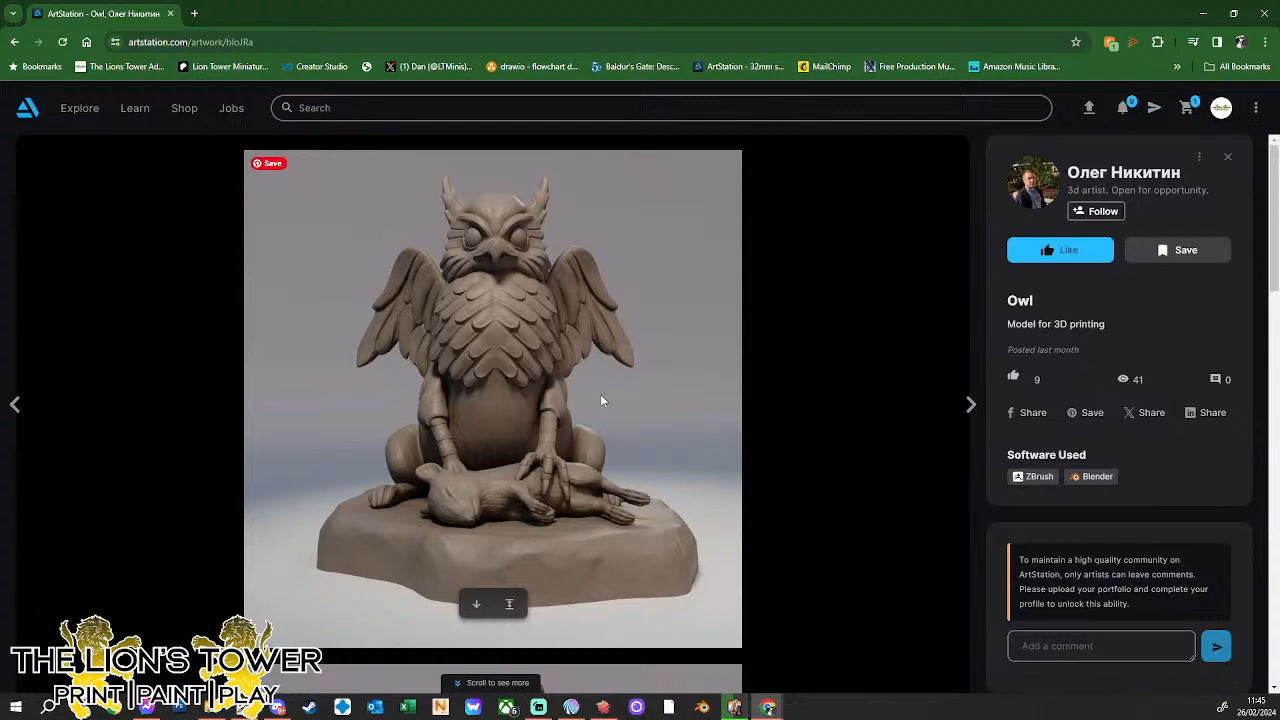 ArtStation - Owl, Олег Никитин
artstation.com/artwork/bloJRa
Bookmarks
The Lions Tower Ad...
Lion Tower Miniatur...
Creator Studio
(1) Dan (@LTMinis)...
drawio - flowchart d...
Baldur's Gate: Desc...
ArtStation - 32mm s...
MailChimp
Free Production Mu...
Amazon Music Libra...
All Bookmarks
Explore
Learn
Shop
Jobs
Search
9
1
Save
Олег Никитин
3d artist. Open for opportunity.
Follow
Like
Save
Owl
Model for 3D printing
Posted last month
9
41
0
Share
Save
Share
Share
Software Used
ZBrush
Blender
To maintain a high quality community on
ArtStation, only artists can leave comments.
Please upload your portfolio and complete your
profile to unlock this ability.
Add a comment
Scroll to see more
THE LION'S TOWER
PRINT|PAINT|PLAY
11:45
26/02/2024